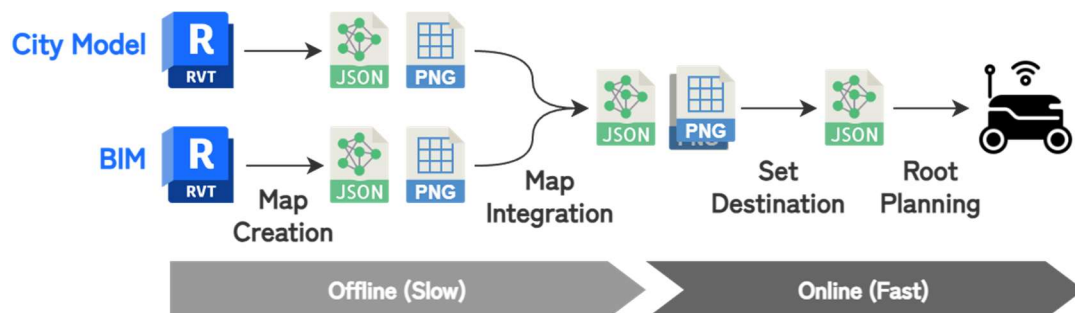 City Model
R
RVT
JSON
PNG
BIM
R
RVT
JSON
PNG
Map
Creation
Map
Integration
JSON
PNG
PNG
Set
Destination
JSON
Root
Planning
Offline (Slow)
Online (Fast)